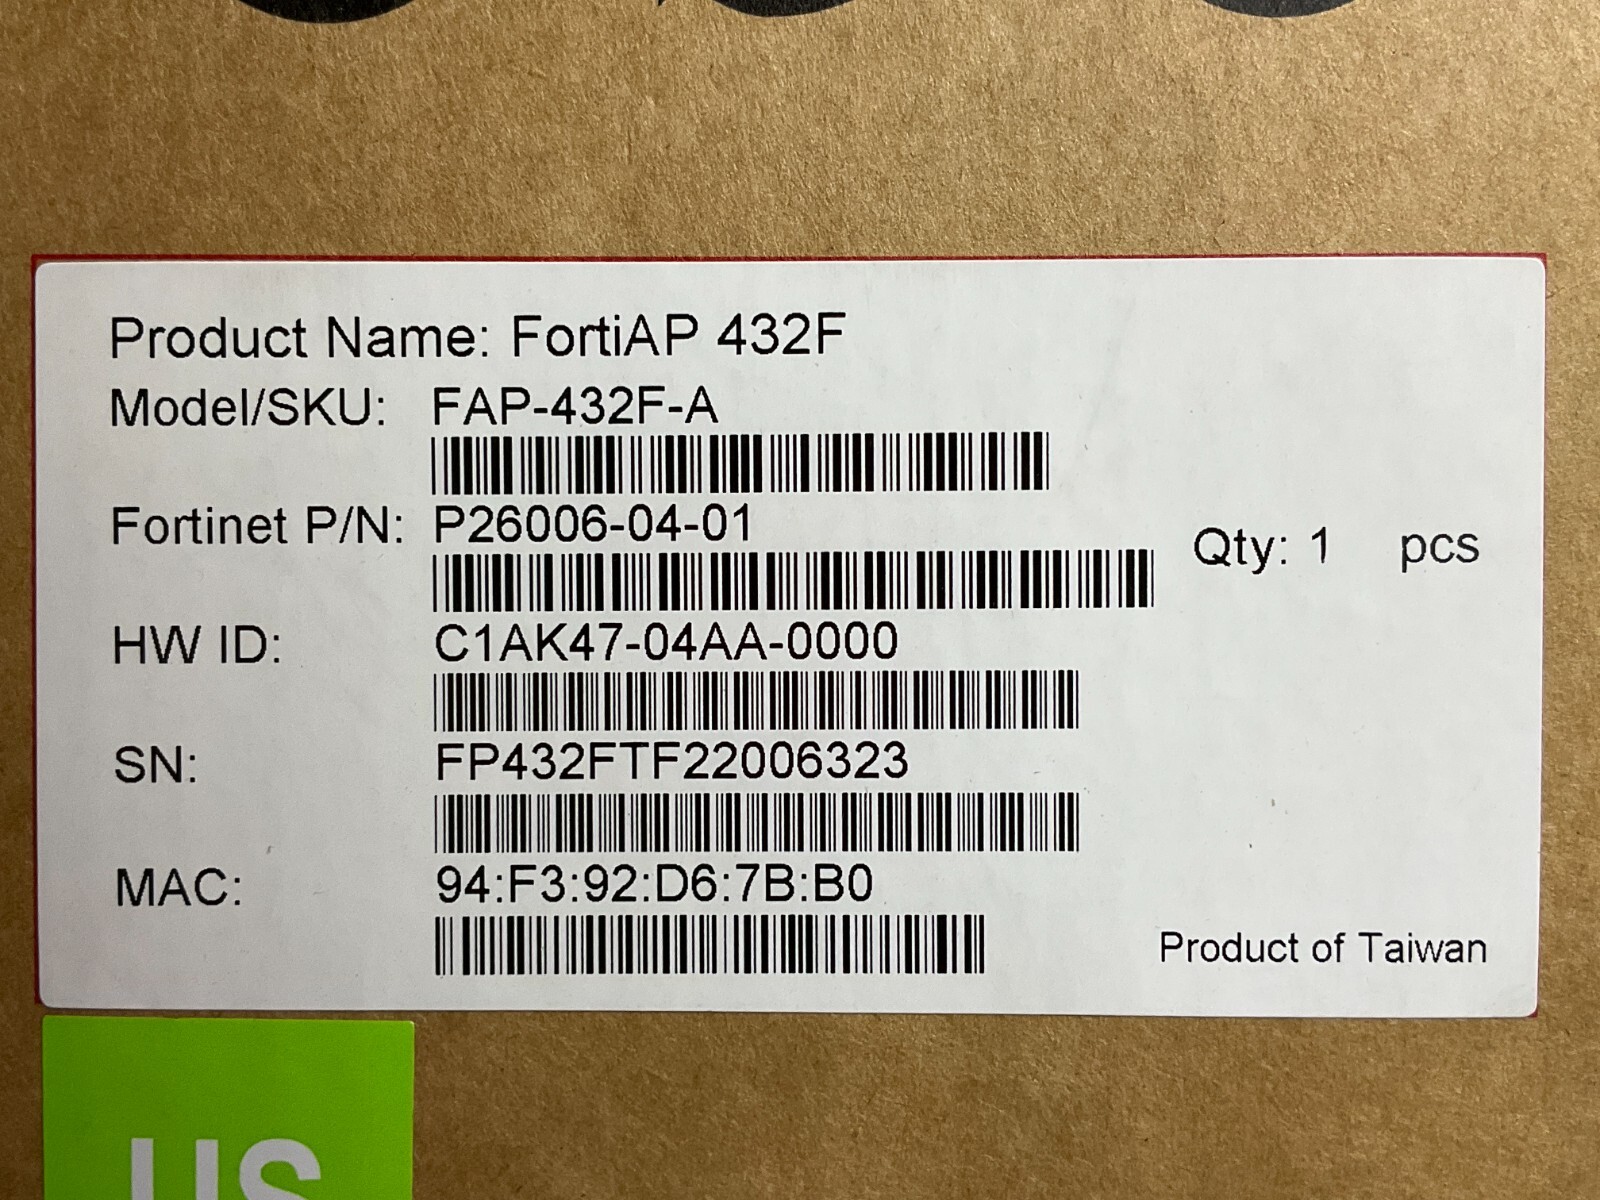 Product Name: FortiAP 432F
Model/SKU: FAP-432F-A
Fortinet P/N: P26006-04-01
Qty: 1 pcs
HW ID: C1AK47-04AA-0000
SN: FP432FTF22006323
MAC: 94:F3:92:D6:7B:B0
Product of Taiwan
US